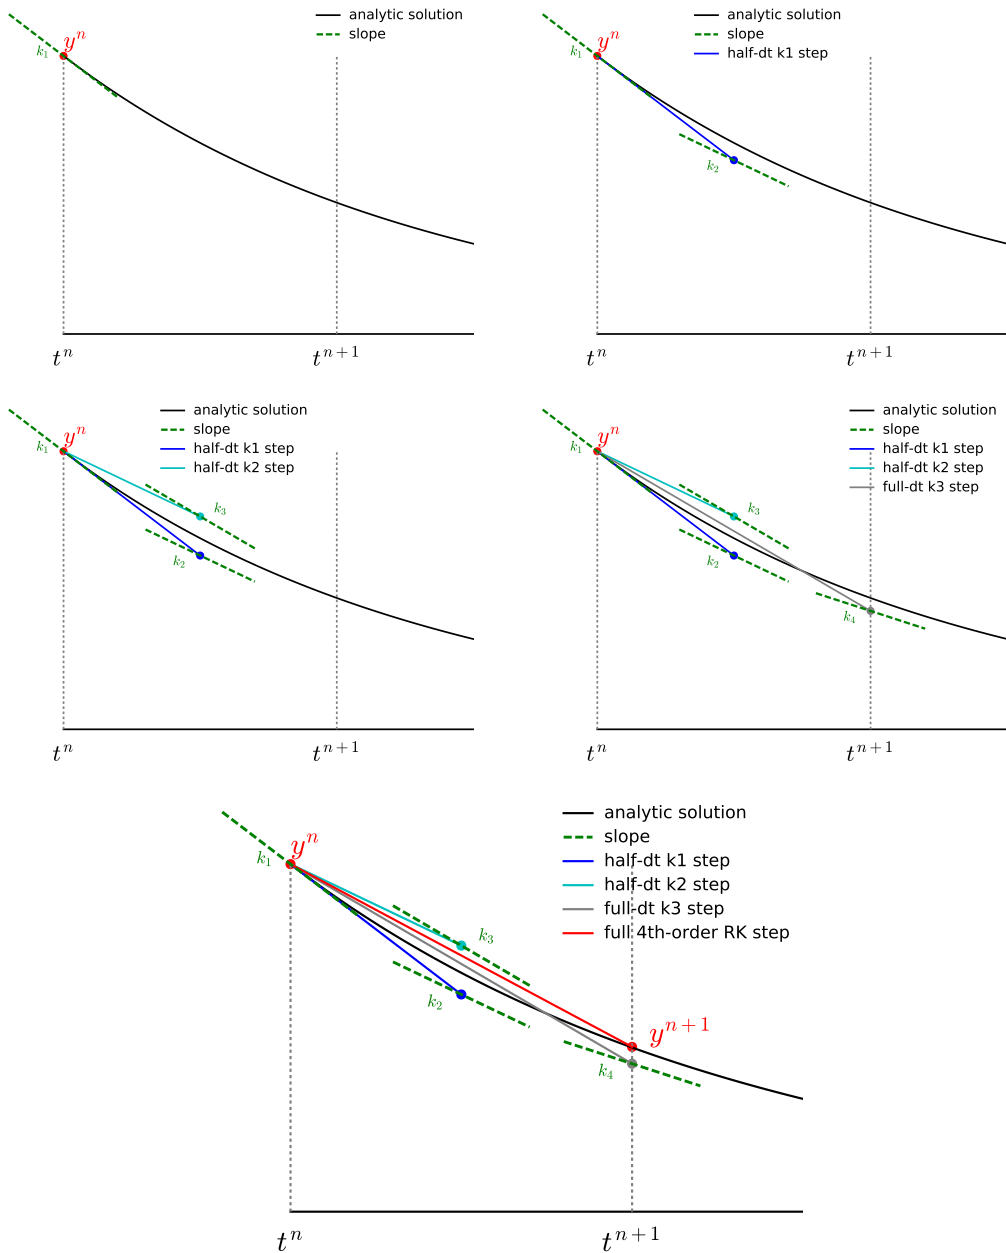 analytic solution
slope
yⁿ
k₁
tⁿ
tⁿ⁺¹
analytic solution
slope
half-dt k1 step
yⁿ
k₁
k₂
tⁿ
tⁿ⁺¹
analytic solution
slope
half-dt k1 step
half-dt k2 step
yⁿ
k₁
k₃
k₂
tⁿ
tⁿ⁺¹
analytic solution
slope
half-dt k1 step
half-dt k2 step
full-dt k3 step
yⁿ
k₁
k₃
k₂
k₄
tⁿ
tⁿ⁺¹
analytic solution
slope
half-dt k1 step
half-dt k2 step
full-dt k3 step
full 4th-order RK step
yⁿ
k₁
k₃
k₂
yⁿ⁺¹
k₄
tⁿ
tⁿ⁺¹